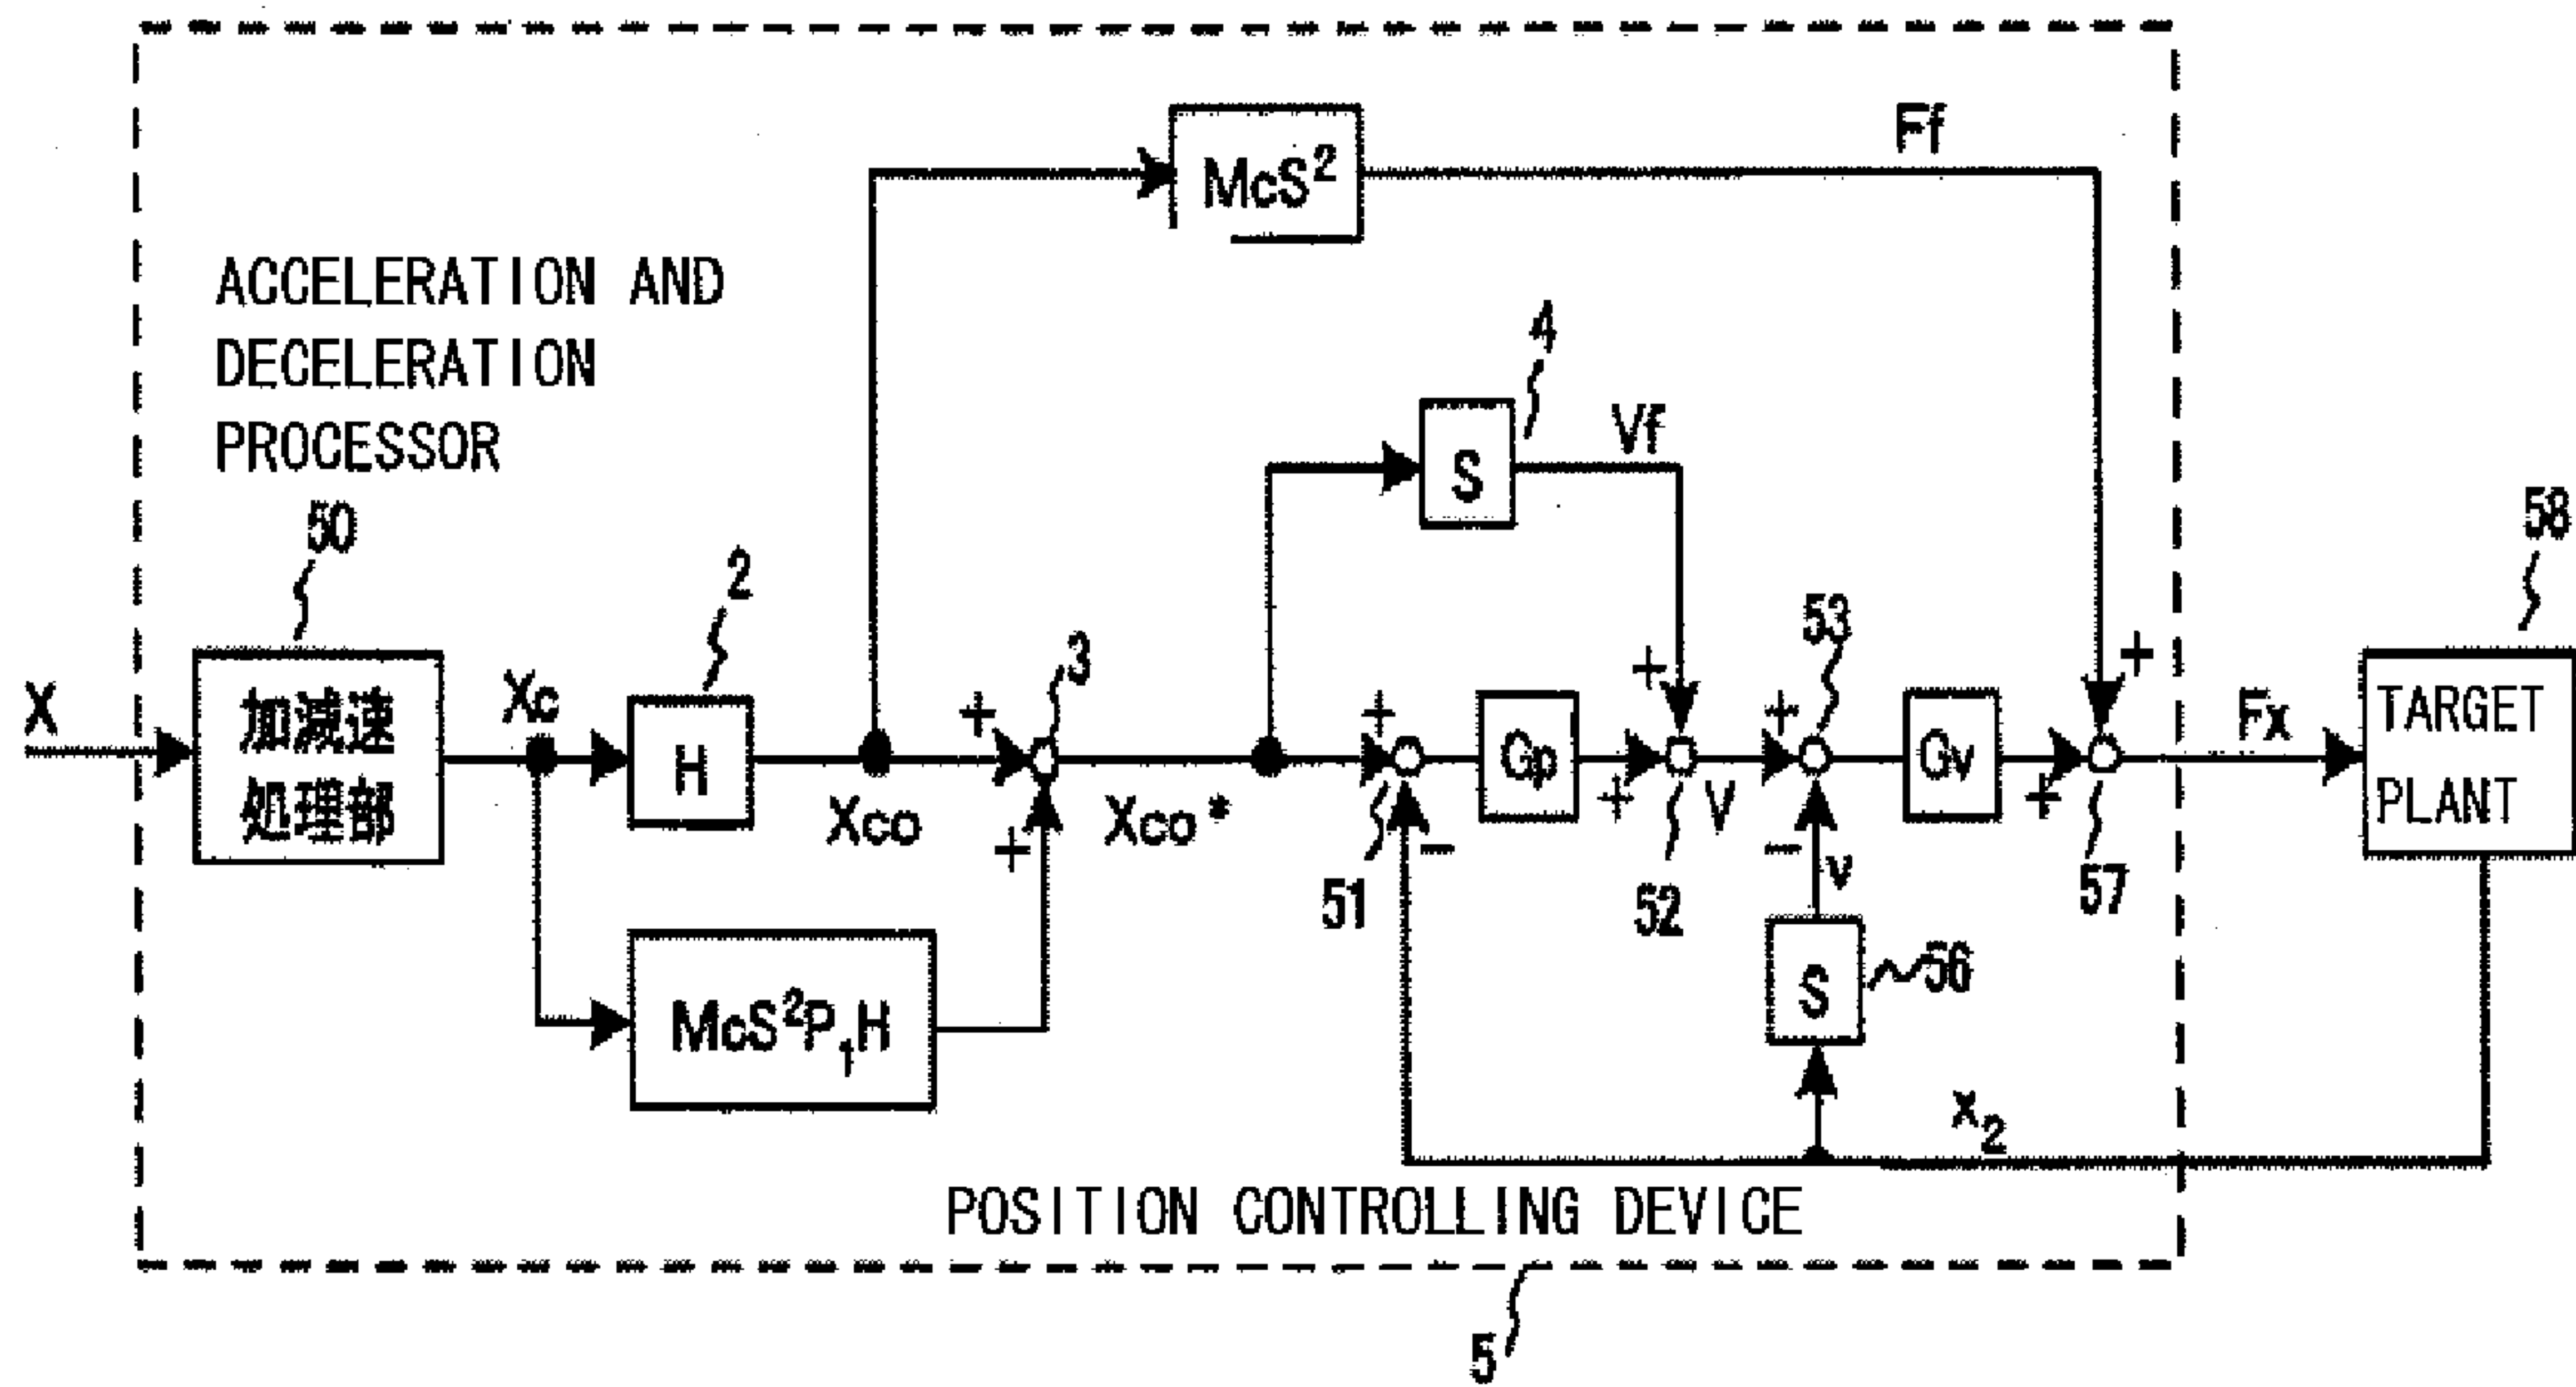 Ff
McS²
ACCELERATION AND
DECELERATION
PROCESSOR
4
Vf
S
50
2
58
3
53
X
加減速
処理部
Xc
H
+
Xco
+
Xco*
+
-
51
Gp
+
+
52
V
+
-
v
Gv
+
+
57
Fx
TARGET
PLANT
McS²P₁H
S
56
x₂
POSITION CONTROLLING DEVICE
5